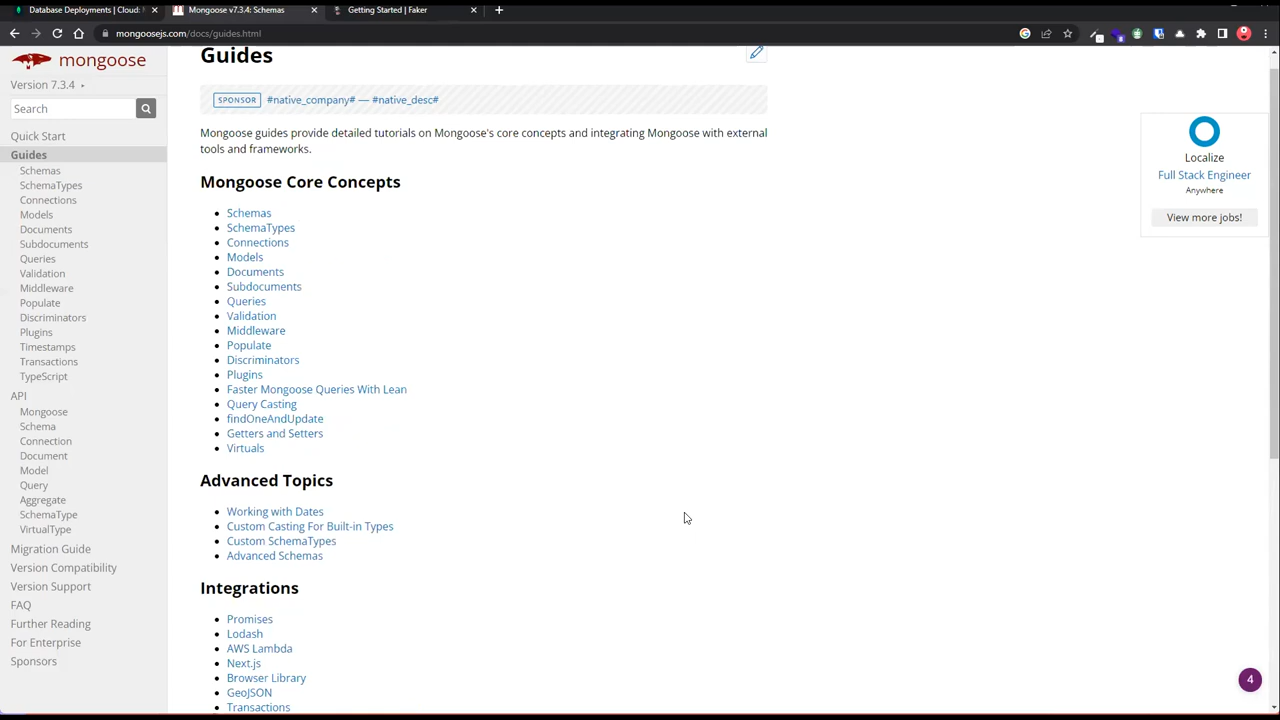 Database Deployments | Cloud:
Mongoose v7.3.4: Schemas
Getting Started | Faker
mongoosejs.com/docs/guides.html
mongoose
Version 7.3.4
Search
Quick Start
Guides
Schemas
SchemaTypes
Connections
Models
Documents
Subdocuments
Queries
Validation
Middleware
Populate
Discriminators
Plugins
Timestamps
Transactions
TypeScript
API
Mongoose
Schema
Connection
Document
Model
Query
Aggregate
SchemaType
VirtualType
Migration Guide
Version Compatibility
Version Support
FAQ
Further Reading
For Enterprise
Sponsors
Guides
SPONSOR #native_company# — #native_desc#
Mongoose guides provide detailed tutorials on Mongoose's core concepts and integrating Mongoose with external
tools and frameworks.
Mongoose Core Concepts
Schemas
SchemaTypes
Connections
Models
Documents
Subdocuments
Queries
Validation
Middleware
Populate
Discriminators
Plugins
Faster Mongoose Queries With Lean
Query Casting
findOneAndUpdate
Getters and Setters
Virtuals
Advanced Topics
Working with Dates
Custom Casting For Built-in Types
Custom SchemaTypes
Advanced Schemas
Integrations
Promises
Lodash
AWS Lambda
Next.js
Browser Library
GeoJSON
Transactions
Localize
Full Stack Engineer
Anywhere
View more jobs!
4